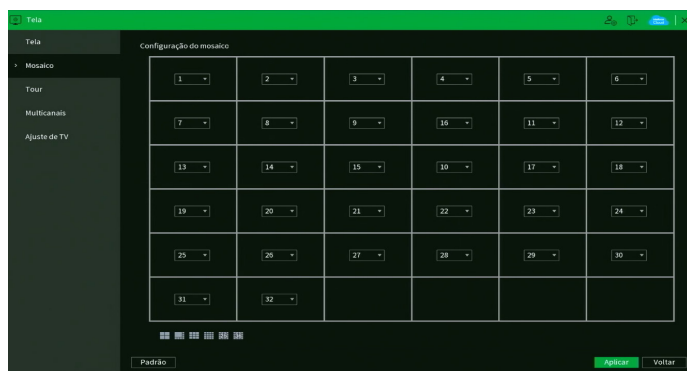 Tela
Tela
Configuração do mosaico
Mosaico
Tour
Multicanais
Ajuste de TV
1 2 3 4 5 6
7 8 9 16 11 12
13 14 15 10 17 18
19 20 21 22 23 24
25 26 27 28 29 30
31 32
Padrão Aplicar Voltar